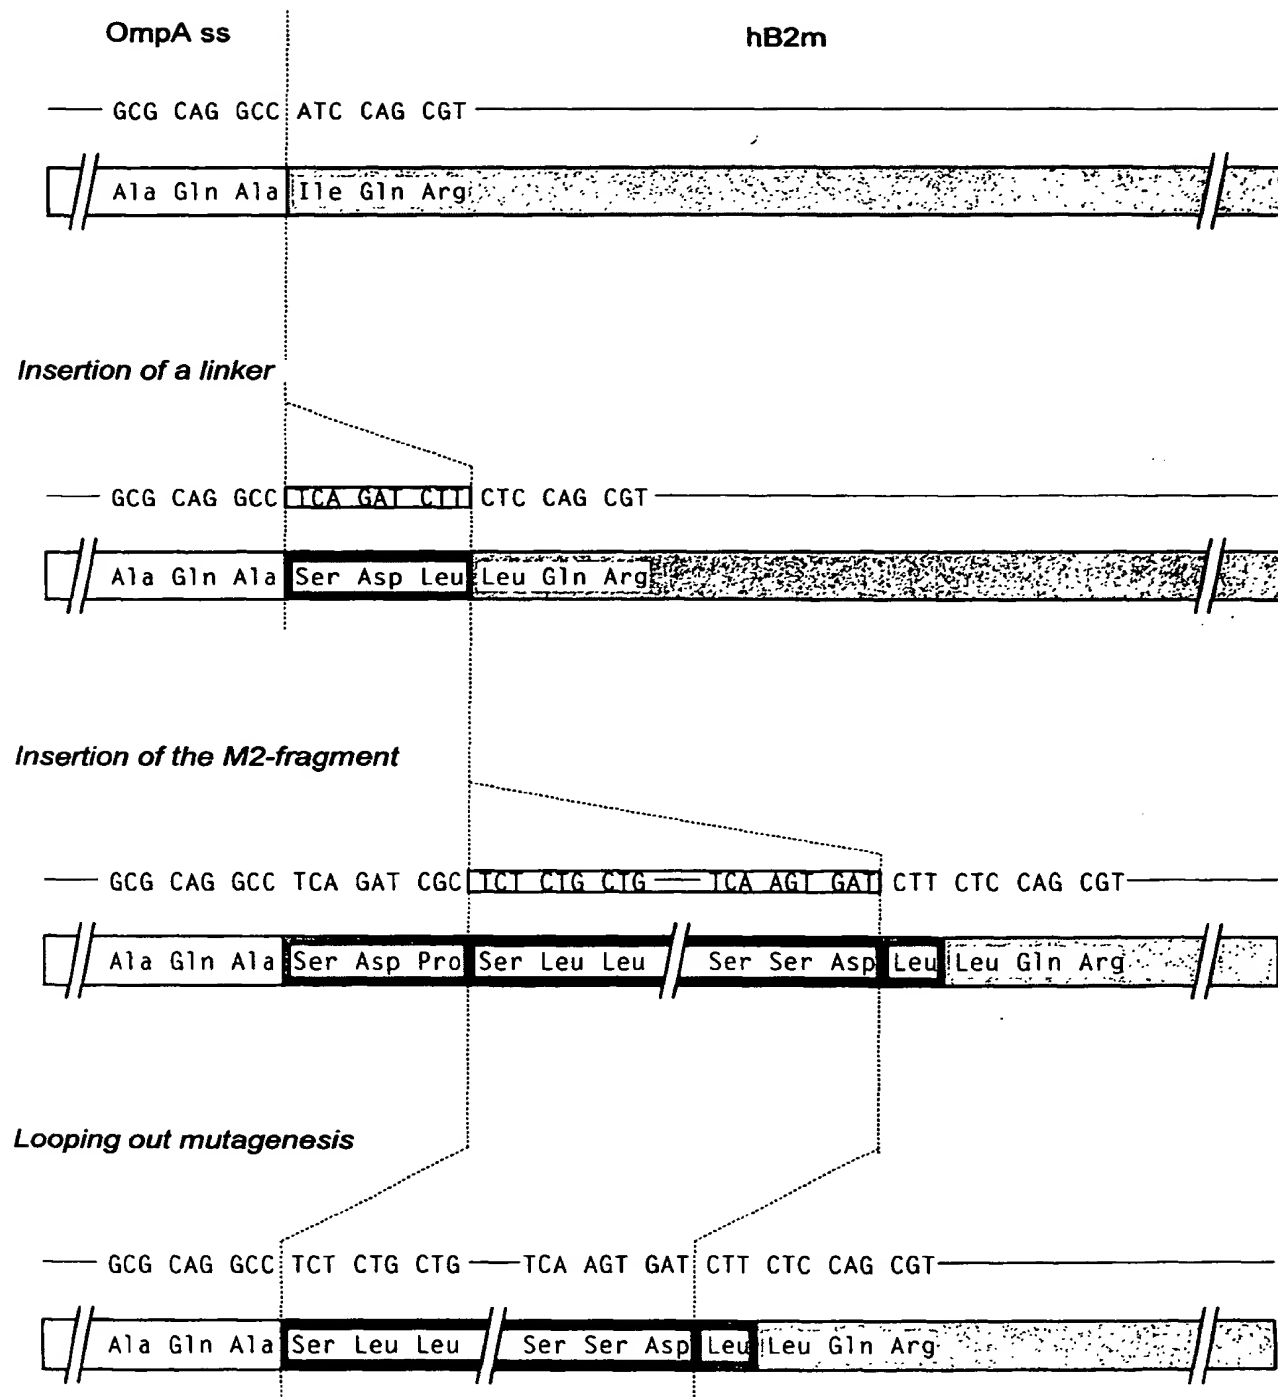 OmpA ss hB2m
GCG CAG GCC ATC CAG CGT
Ala Gln Ala Ile Gln Arg
Insertion of a linker
GCG CAG GCC TCA GAT CTT CTC CAG CGT
Ala Gln Ala Ser Asp Leu Leu Gln Arg
Insertion of the M2-fragment
GCG CAG GCC TCA GAT CGC TCT CTG CTG TCA AGT GAT CTT CTC CAG CGT
Ala Gln Ala Ser Asp Pro Ser Leu Leu Ser Ser Asp Leu Leu Gln Arg
Looping out mutagenesis
GCG CAG GCC TCT CTG CTG TCA AGT GAT CTT CTC CAG CGT
Ala Gln Ala Ser Leu Leu Ser Ser Asp Leu Leu Gln Arg